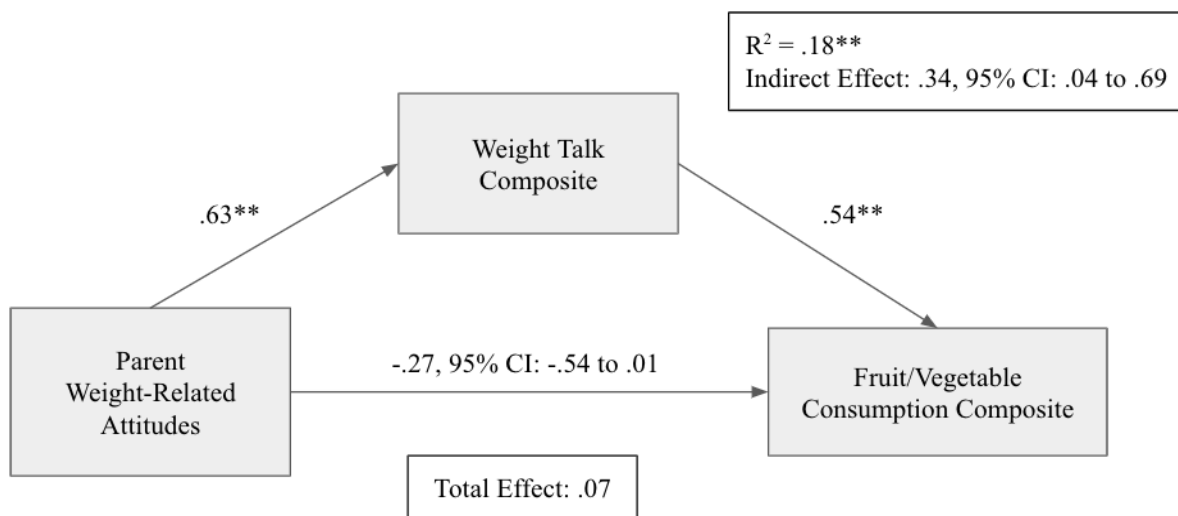 R² = .18**
Indirect Effect: .34, 95% CI: .04 to .69
Weight Talk
Composite
.63**
.54**
Parent
Weight-Related
Attitudes
-.27, 95% CI: -.54 to .01
Fruit/Vegetable
Consumption Composite
Total Effect: .07